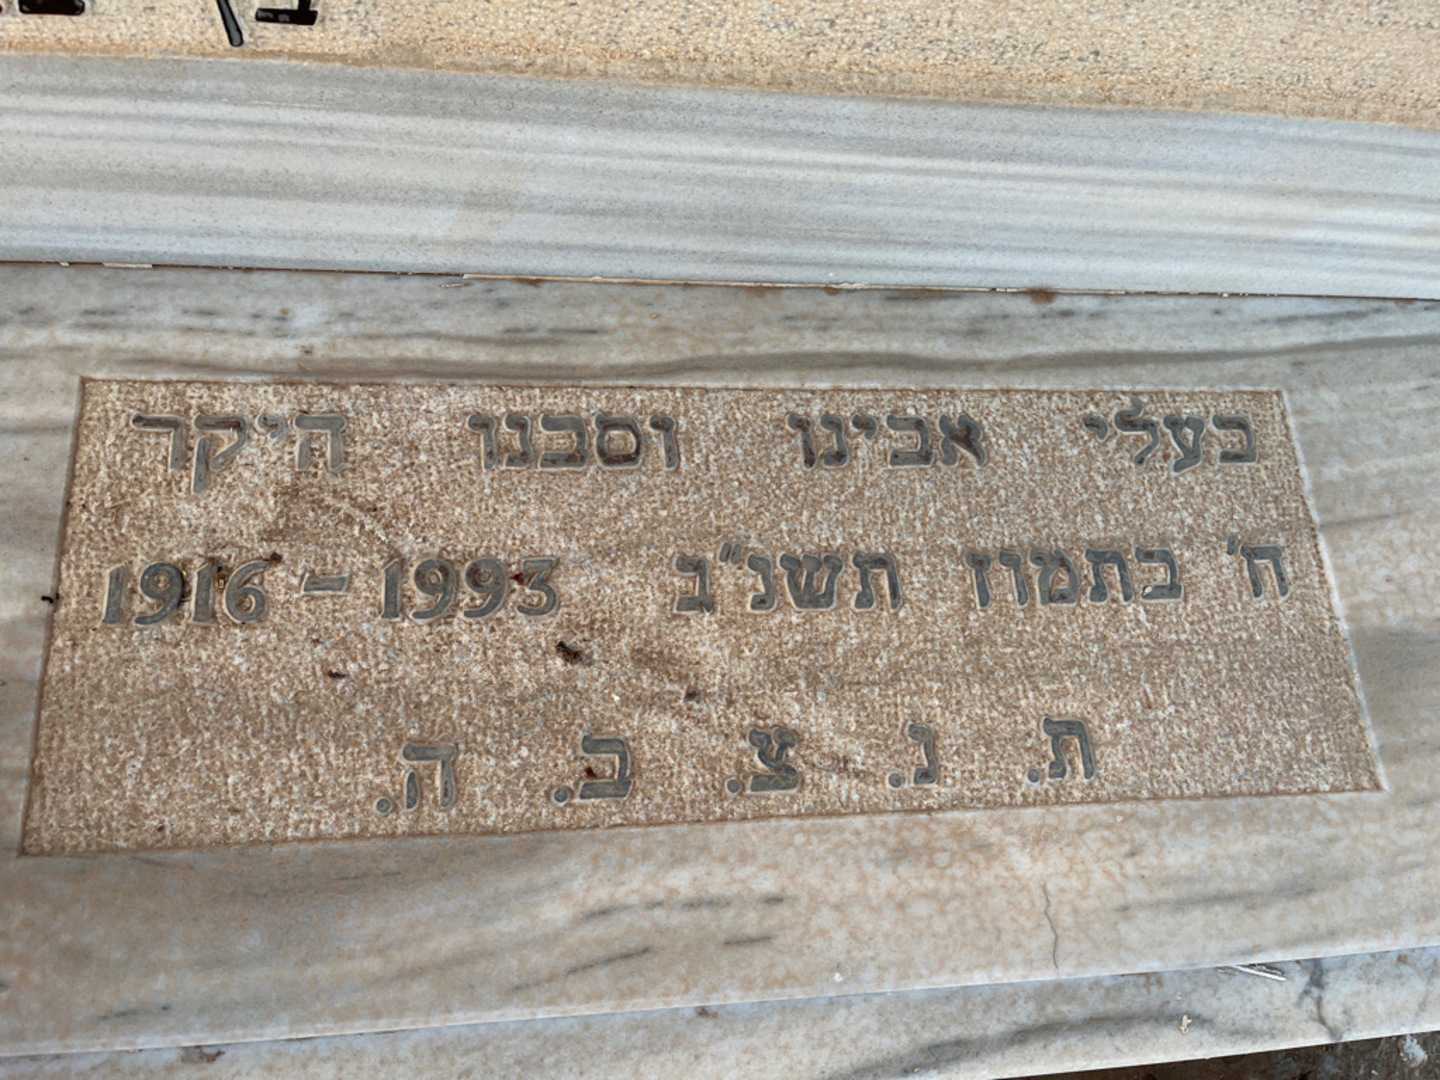 בעלי אבינו וסבנו היקר
ח' בתמוז תשנ"ג 1993 - 1916
ת. נ. צ. ב. ה.